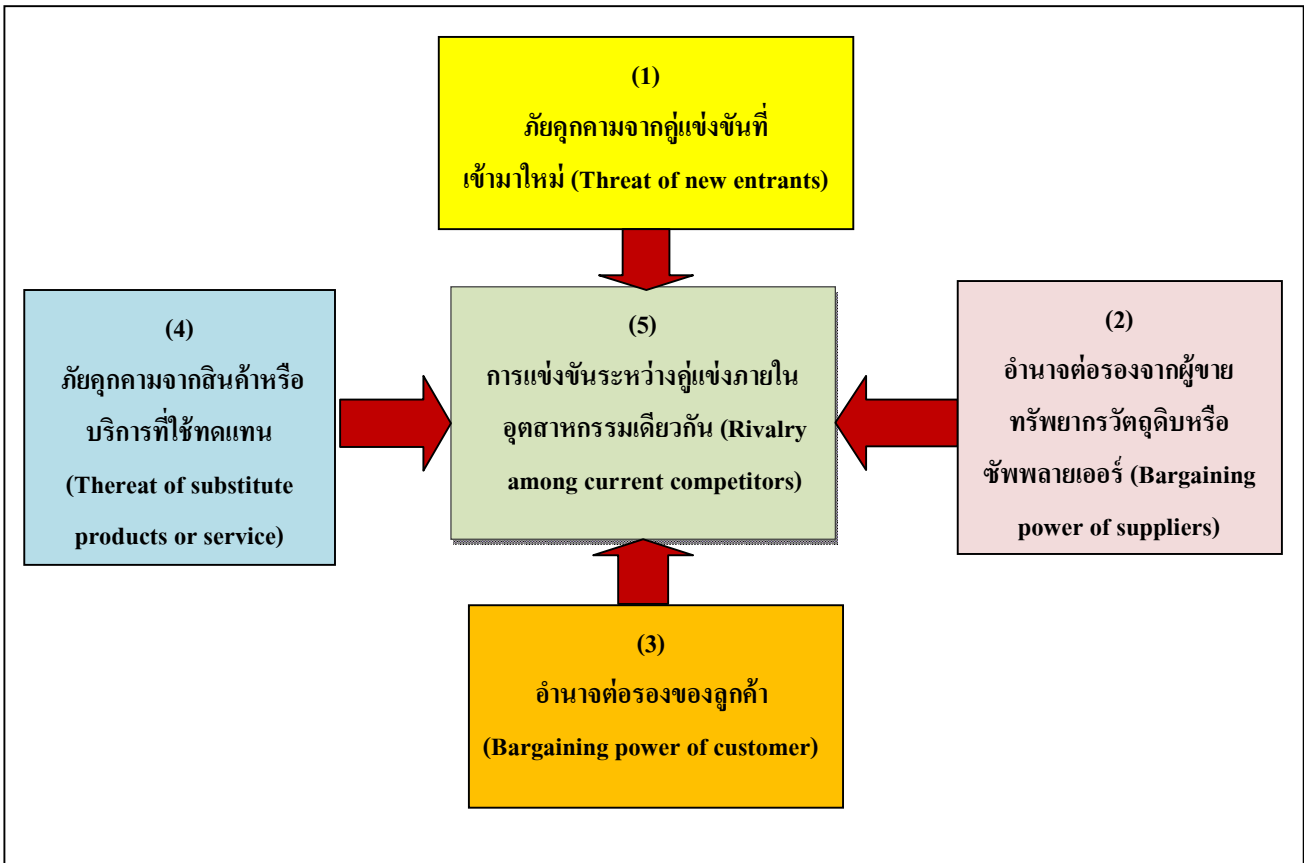 (1)
ภัยคุกคามจากคู่แข่งขันที่
เข้ามาใหม่ (Threat of new entrants)
(4)
ภัยคุกคามจากสินค้าหรือ
บริการที่ใช้ทดแทน
(Thereat of substitute
products or service)
(5)
การแข่งขันระหว่างคู่แข่งภายใน
อุตสาหกรรมเดียวกัน (Rivalry
among current competitors)
(2)
อำนาจต่อรองจากผู้ขาย
ทรัพยากรวัตถุดิบหรือ
ซัพพลายเออร์ (Bargaining
power of suppliers)
(3)
อำนาจต่อรองของลูกค้า
(Bargaining power of customer)